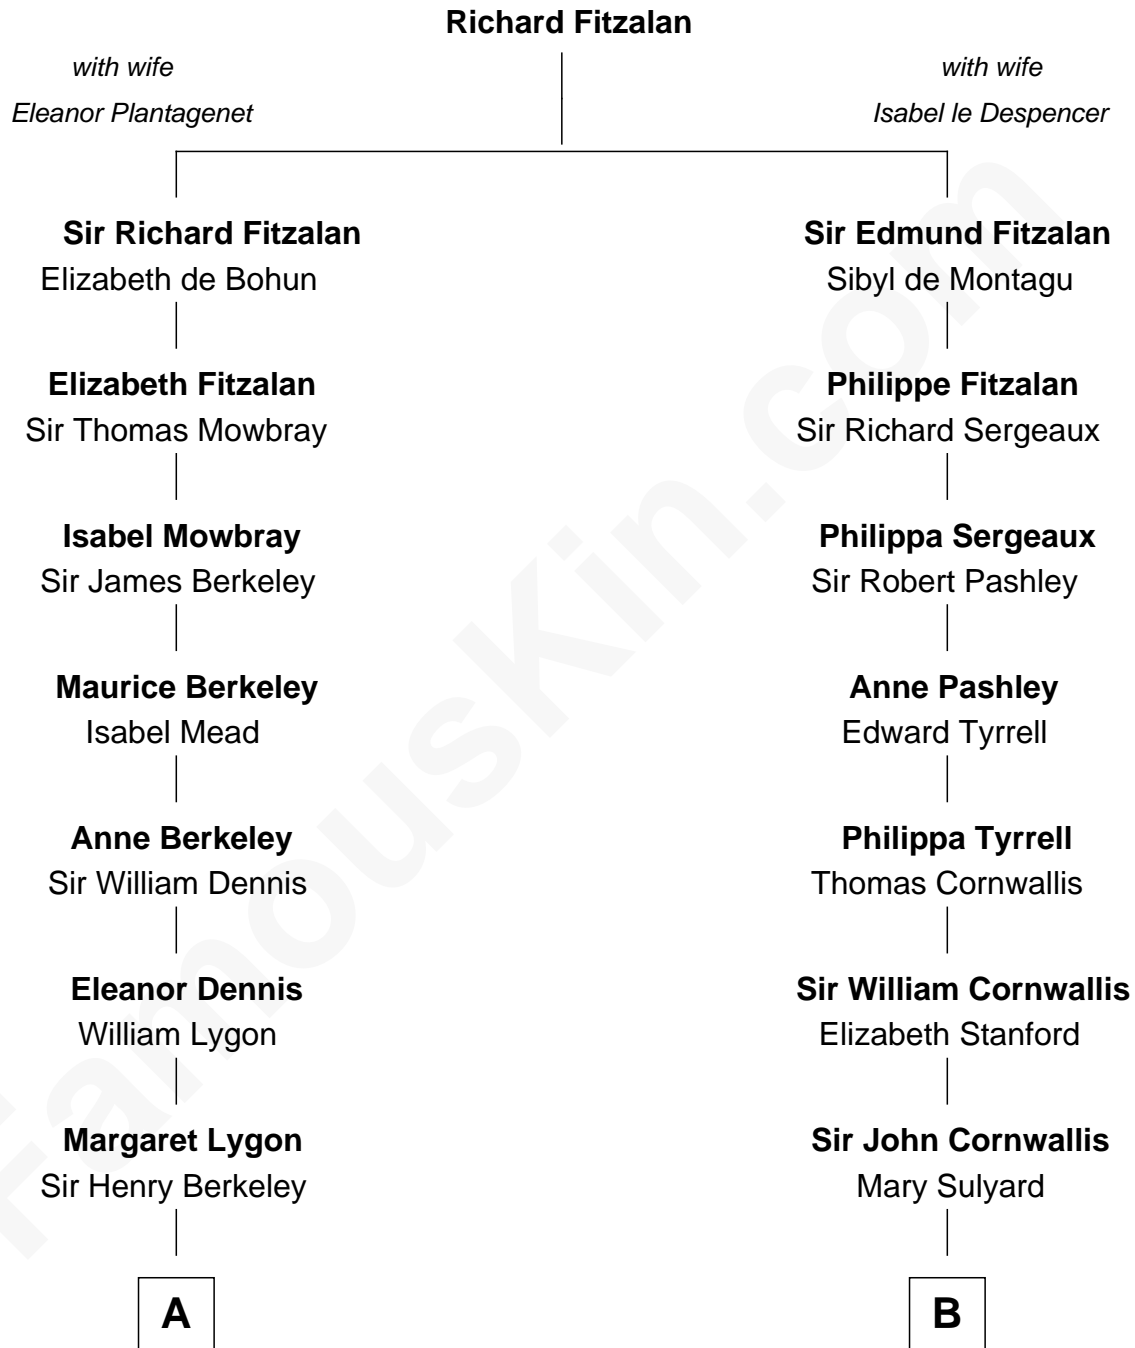 Richard Fitzalan
with wife
Eleanor Plantagenet
with wife
Isabel le Despencer
Sir Richard Fitzalan
Elizabeth de Bohun
Sir Edmund Fitzalan
Sibyl de Montagu
Elizabeth Fitzalan
Sir Thomas Mowbray
Philippe Fitzalan
Sir Richard Sergeaux
Isabel Mowbray
Sir James Berkeley
Philippa Sergeaux
Sir Robert Pashley
Maurice Berkeley
Isabel Mead
Anne Pashley
Edward Tyrrell
Anne Berkeley
Sir William Dennis
Philippa Tyrrell
Thomas Cornwallis
Eleanor Dennis
William Lygon
Sir William Cornwallis
Elizabeth Stanford
Margaret Lygon
Sir Henry Berkeley
Sir John Cornwallis
Mary Sulyard
A
B
FamousKin.com